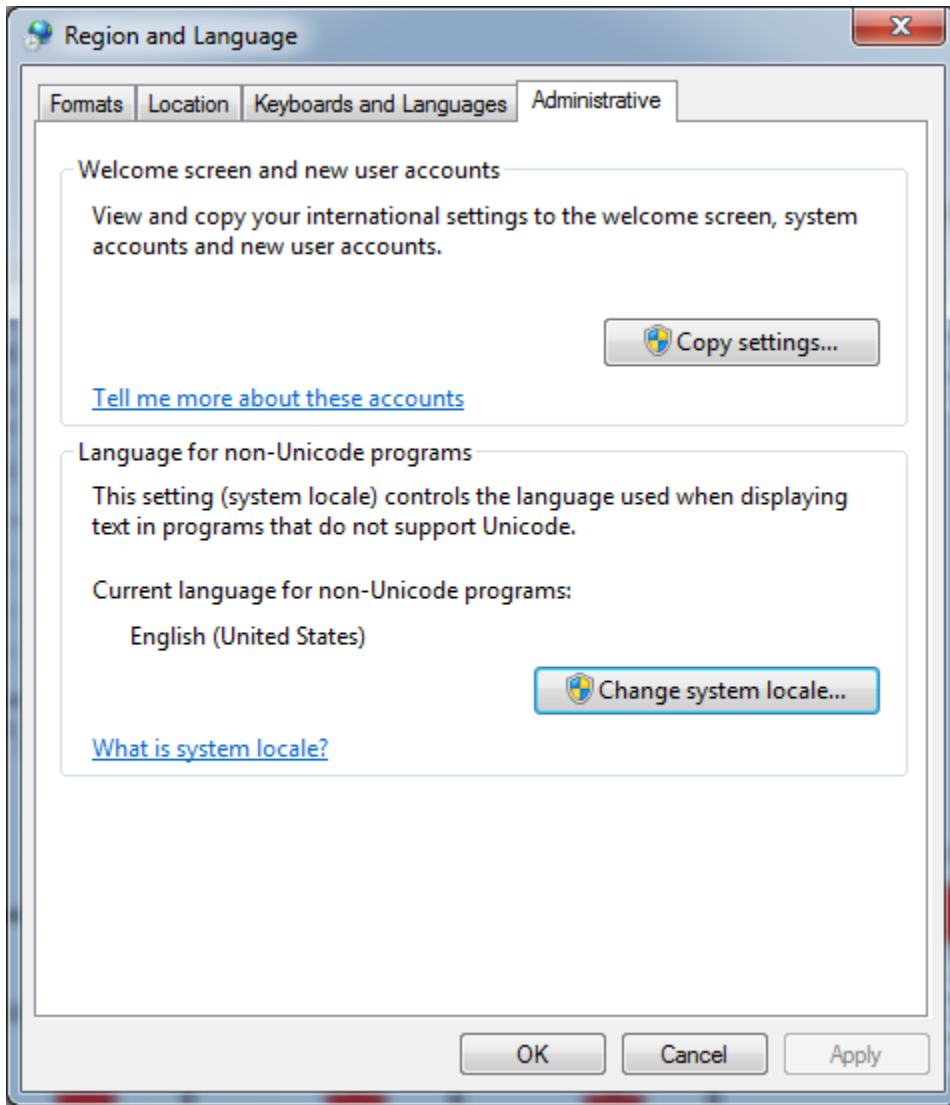 Region and Language
Formats
Location
Keyboards and Languages
Administrative
Welcome screen and new user accounts
View and copy your international settings to the welcome screen, system
accounts and new user accounts.
Copy settings...
Tell me more about these accounts
Language for non-Unicode programs
This setting (system locale) controls the language used when displaying
text in programs that do not support Unicode.
Current language for non-Unicode programs:
English (United States)
Change system locale...
What is system locale?
OK
Cancel
Apply